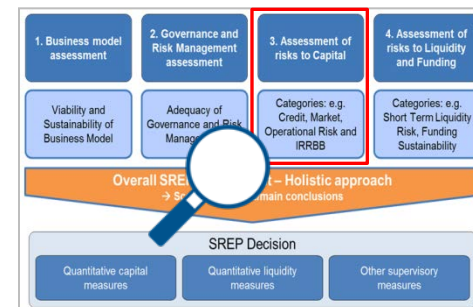 1. Business model
assessment
2. Governance and
Risk Management
assessment
3. Assessment of
risks to Capital
4. Assessment of
risks to Liquidity
and Funding
Viability and
Sustainability of
Business Model
Adequacy of
Governance and Risk
Categories: e.g.
Credit, Market,
Operational Risk and
IRRBB
Categories: e.g.
Short Term Liquidity
Risk, Funding
Sustainability
Overall – Holistic approach
conclusions
SREP Decision
Quantitative capital
measures
Quantitative liquidity
measures
Other supervisory
measures